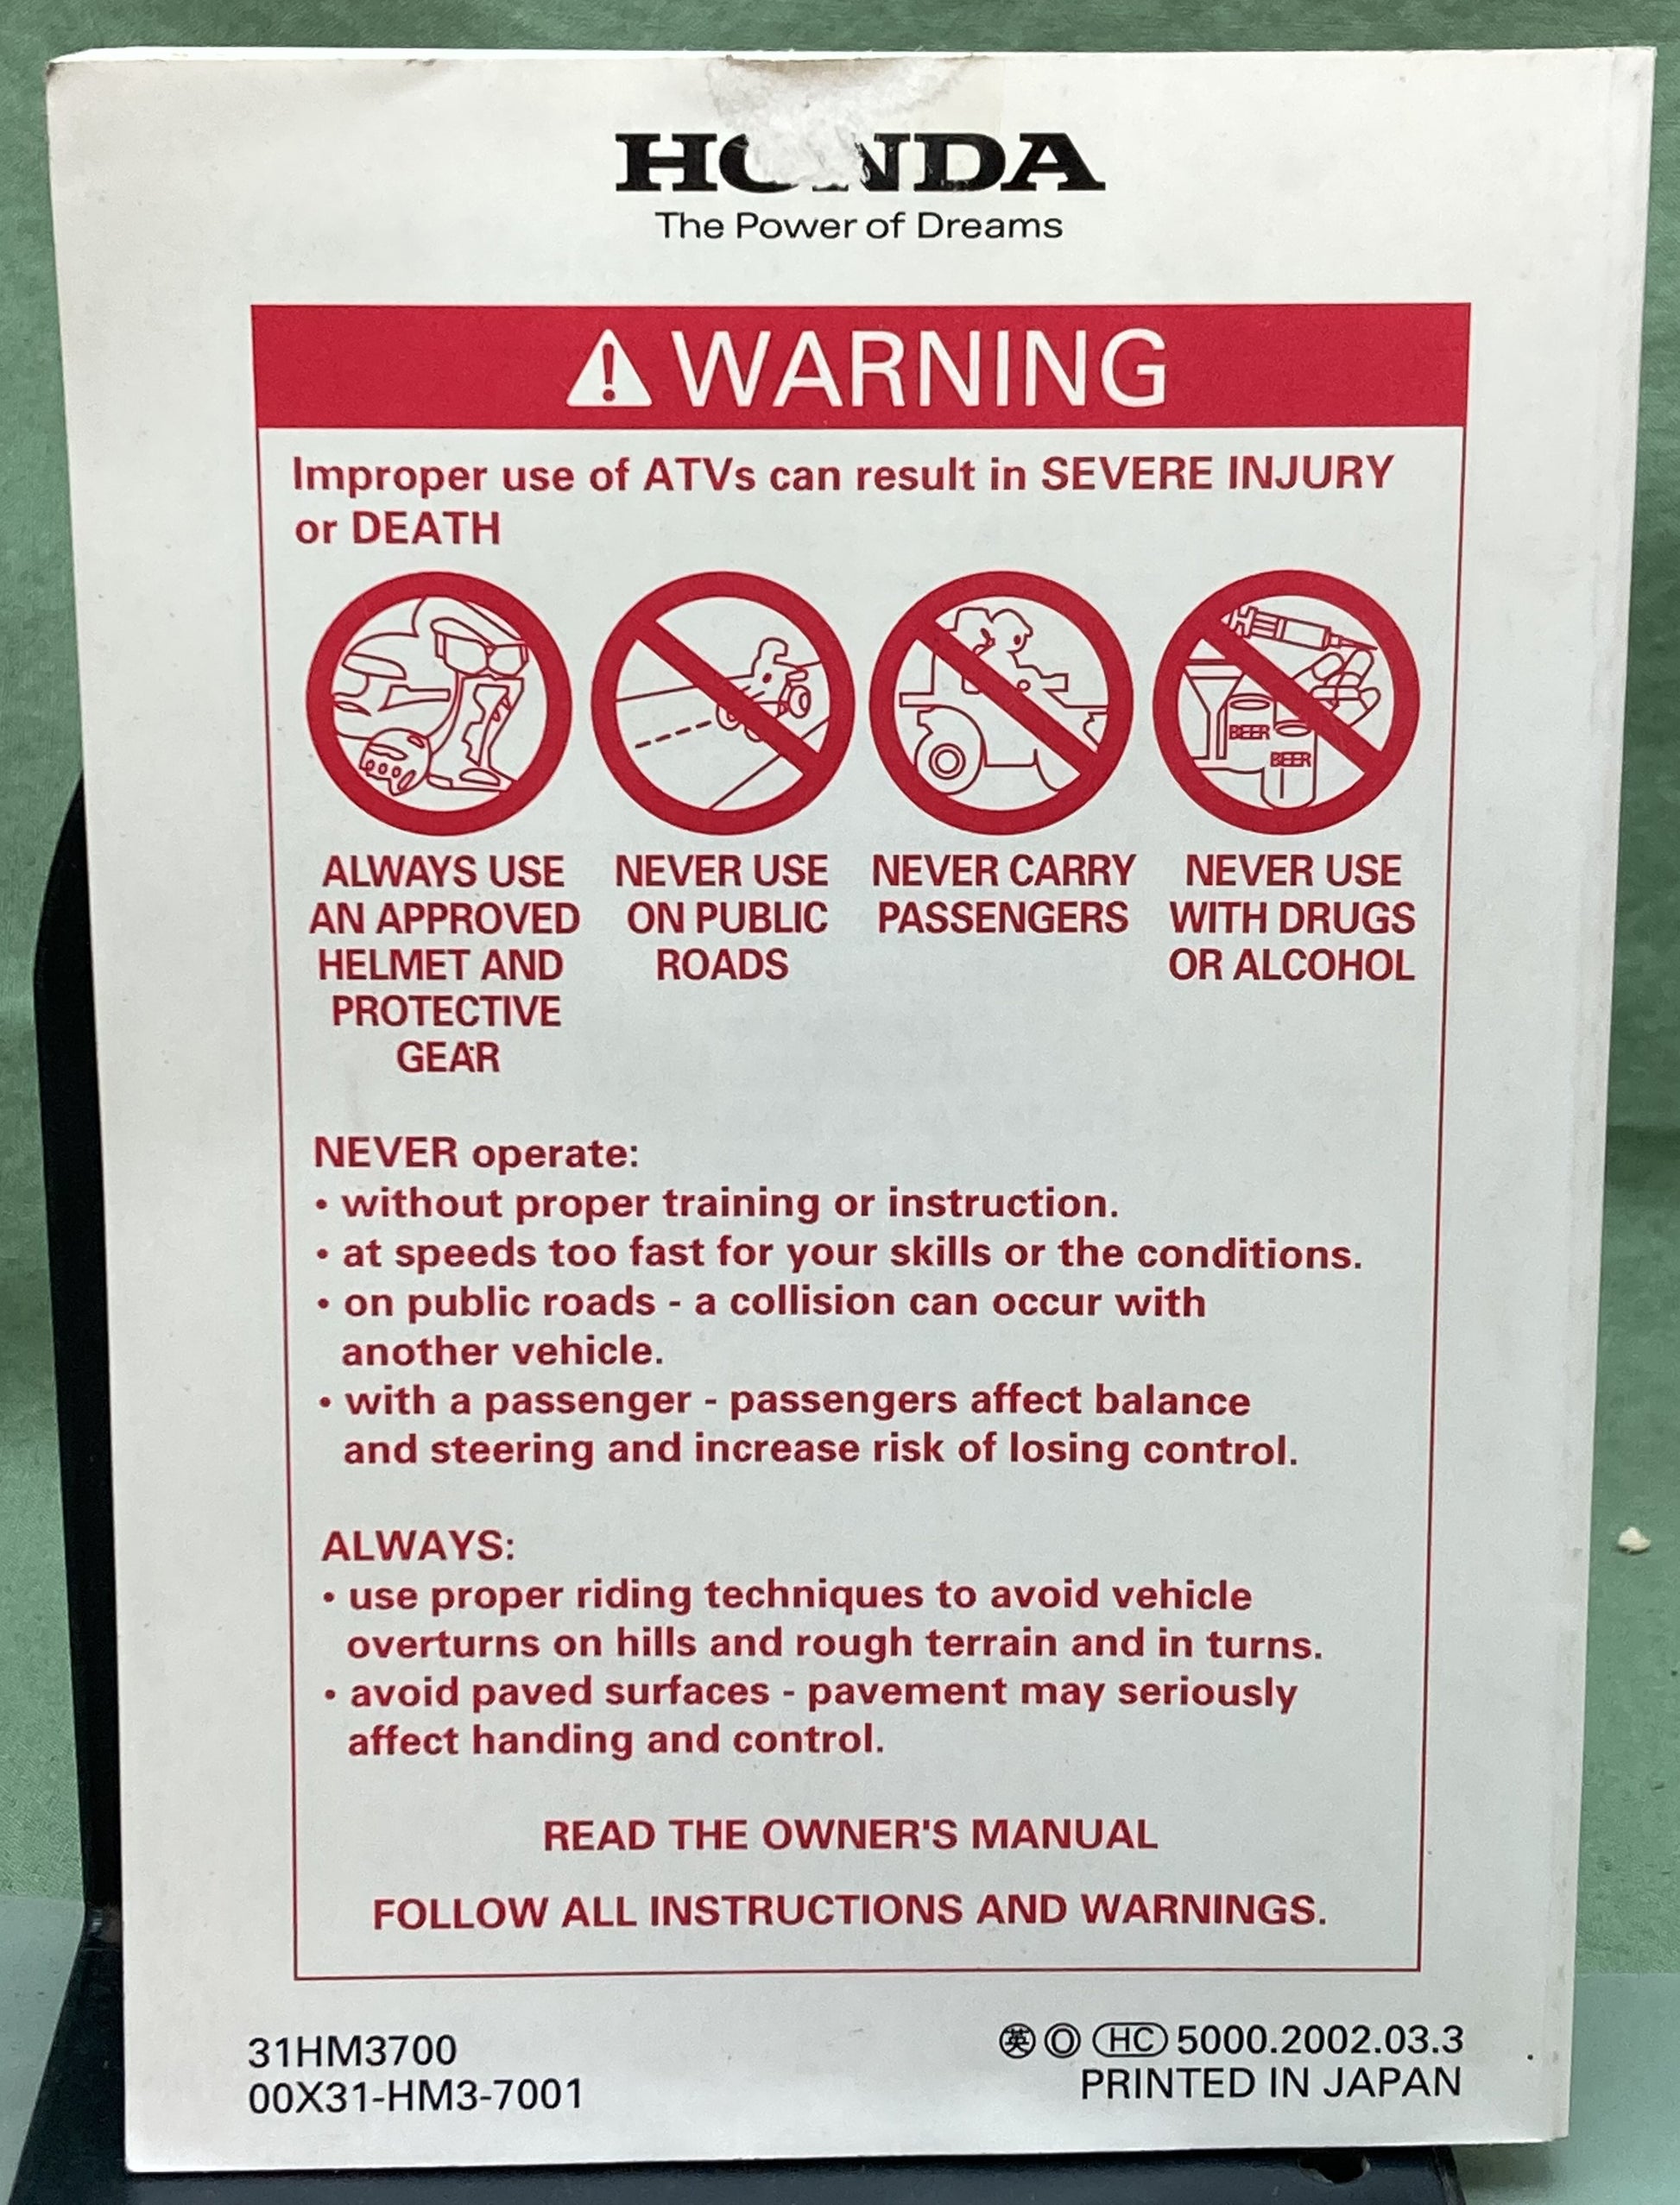 HONDA
The Power of Dreams
WARNING
Improper use of ATVs can result in SEVERE INJURY
or DEATH
BEER
BEER
ALWAYS USE
AN APPROVED
HELMET AND
PROTECTIVE
GEAR
NEVER USE
ON PUBLIC
ROADS
NEVER CARRY
PASSENGERS
NEVER USE
WITH DRUGS
OR ALCOHOL
NEVER operate:
• without proper training or instruction.
• at speeds too fast for your skills or the conditions.
• on public roads - a collision can occur with
another vehicle.
• with a passenger - passengers affect balance
and steering and increase risk of losing control.
ALWAYS:
• use proper riding techniques to avoid vehicle
overturns on hills and rough terrain and in turns.
• avoid paved surfaces - pavement may seriously
affect handing and control.
READ THE OWNER'S MANUAL
FOLLOW ALL INSTRUCTIONS AND WARNINGS.
31HM3700
00X31-HM3-7001
㊤英 Ⓞ HC 5000.2002.03.3
PRINTED IN JAPAN